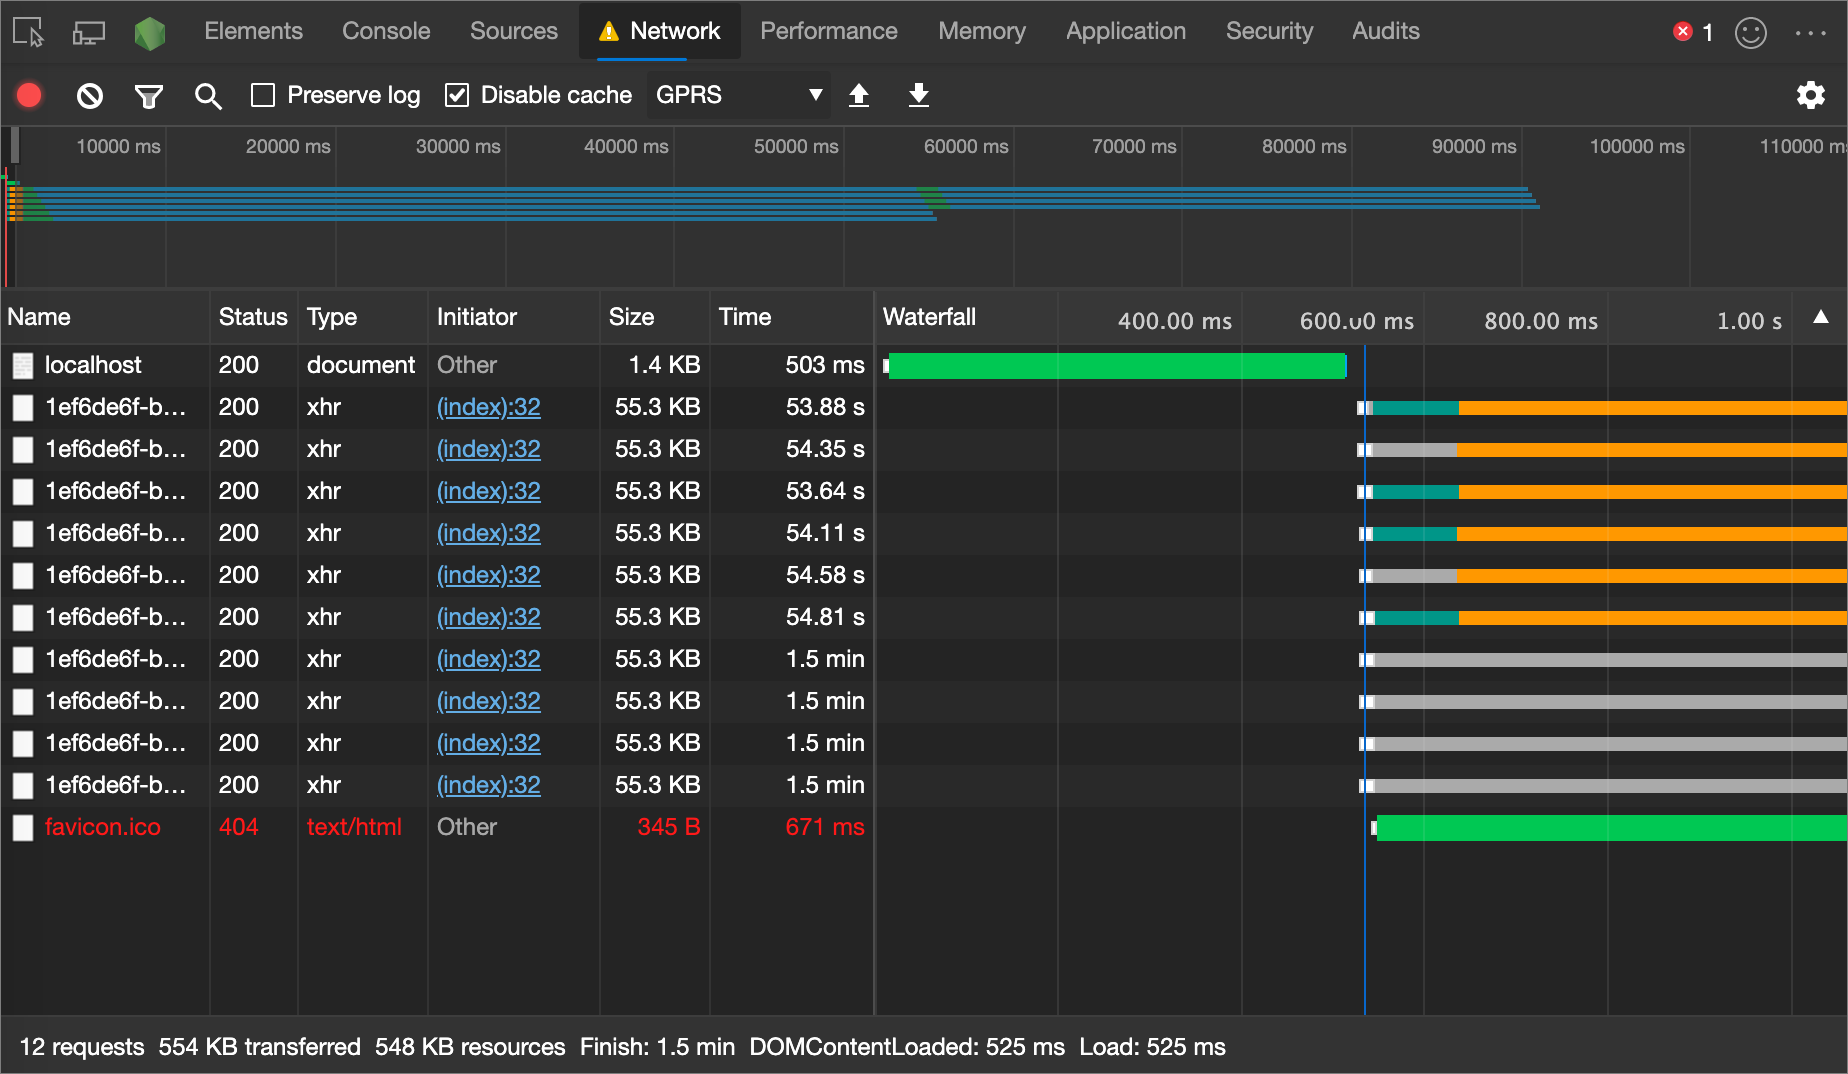 Elements Console Sources Network Performance Memory Application Security Audits 1
Preserve log Disable cache GPRS
10000 ms 20000 ms 30000 ms 40000 ms 50000 ms 60000 ms 70000 ms 80000 ms 90000 ms 100000 ms 110000 m
Name Status Type Initiator Size Time Waterfall 400.00 ms 600.00 ms 800.00 ms 1.00 s
localhost 200 document Other 1.4 KB 503 ms
1ef6de6f-b... 200 xhr (index):32 55.3 KB 53.88 s
1ef6de6f-b... 200 xhr (index):32 55.3 KB 54.35 s
1ef6de6f-b... 200 xhr (index):32 55.3 KB 53.64 s
1ef6de6f-b... 200 xhr (index):32 55.3 KB 54.11 s
1ef6de6f-b... 200 xhr (index):32 55.3 KB 54.58 s
1ef6de6f-b... 200 xhr (index):32 55.3 KB 54.81 s
1ef6de6f-b... 200 xhr (index):32 55.3 KB 1.5 min
1ef6de6f-b... 200 xhr (index):32 55.3 KB 1.5 min
1ef6de6f-b... 200 xhr (index):32 55.3 KB 1.5 min
1ef6de6f-b... 200 xhr (index):32 55.3 KB 1.5 min
favicon.ico 404 text/html Other 345 B 671 ms
12 requests 554 KB transferred 548 KB resources Finish: 1.5 min DOMContentLoaded: 525 ms Load: 525 ms